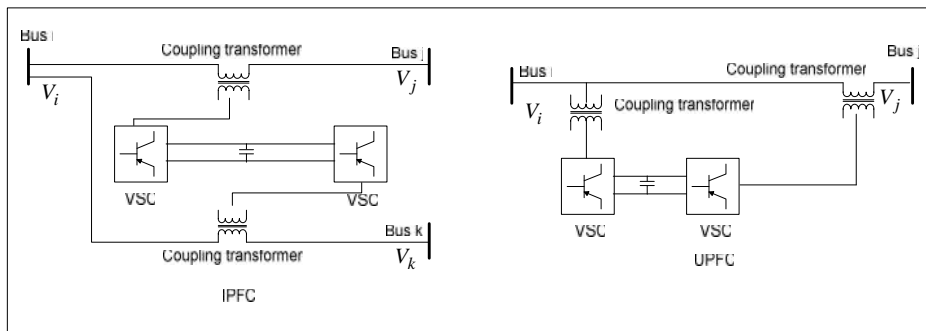 Bus i
Coupling transformer
Bus j
V_i
V_j
VSC
VSC
Bus k
Coupling transformer
V_k
IPFC
Bus i
Coupling transformer
Bus j
V_i
Coupling transformer
V_j
VSC
VSC
UPFC